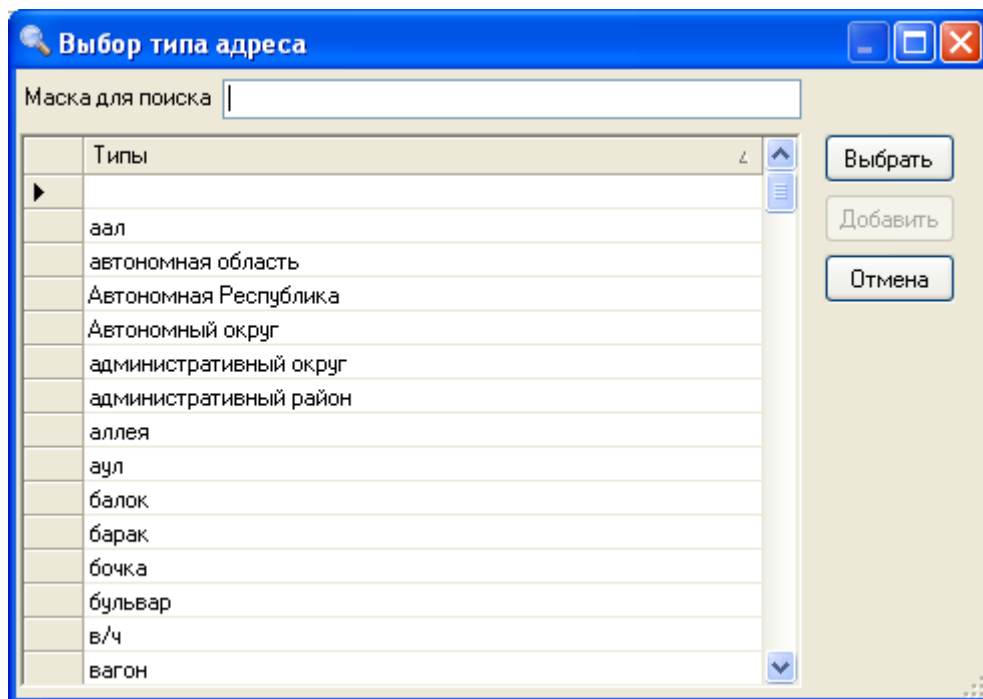 Выбор типа адреса
Маска для поиска
Типы
Выбрать
аал
Добавить
автономная область
Отмена
Автономная Республика
Автономный округ
административный округ
административный район
аллея
аул
балок
барак
бочка
бульвар
в/ч
вагон